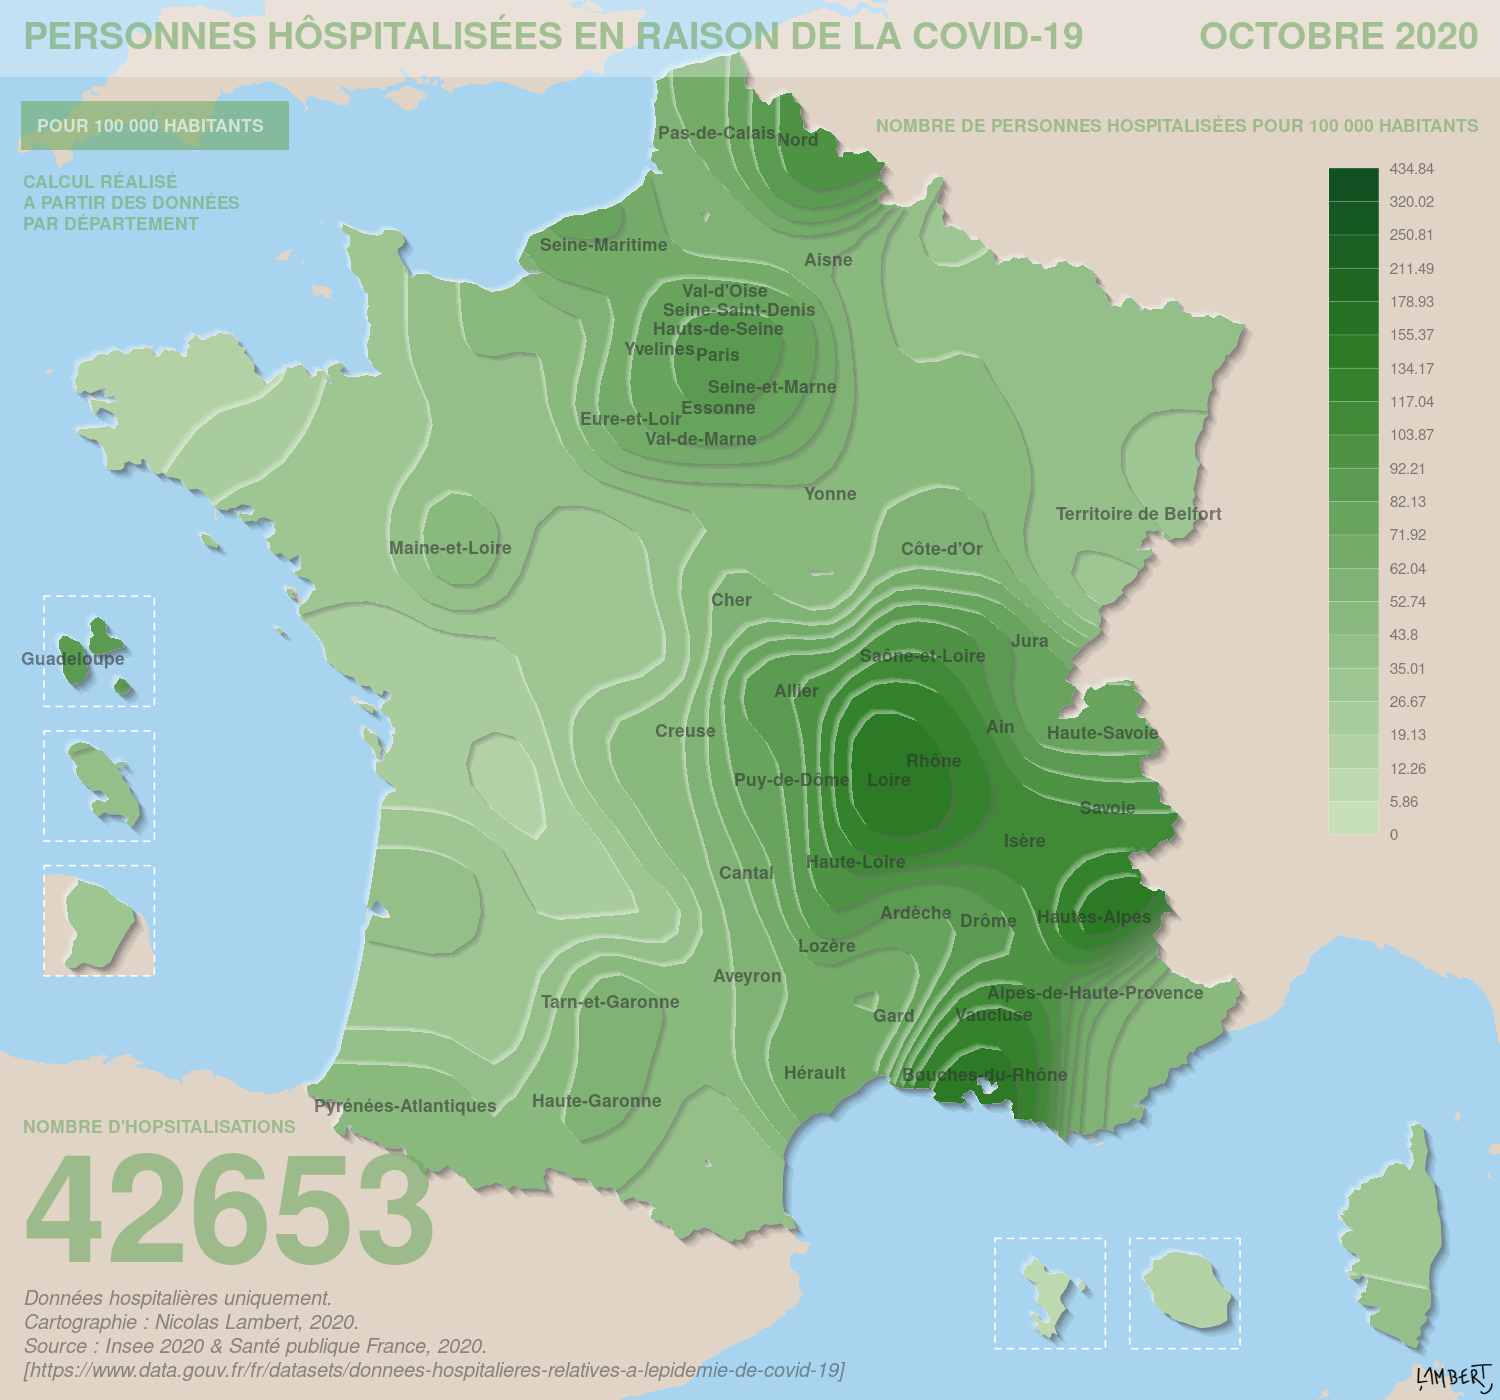 PERSONNES HÔSPITALISÉES EN RAISON DE LA COVID-19
OCTOBRE 2020
POUR 100 000 HABITANTS
CALCUL RÉALISÉ
A PARTIR DES DONNÉES
PAR DÉPARTEMENT
NOMBRE DE PERSONNES HOSPITALISÉES POUR 100 000 HABITANTS
434.84
320.02
250.81
211.49
178.93
155.37
134.17
117.04
103.87
92.21
82.13
71.92
62.04
52.74
43.8
35.01
26.67
19.13
12.26
5.86
0
Pas-de-Calais
Nord
Seine-Maritime
Aisne
Val-d'Oise
Seine-Saint-Denis
Hauts-de-Seine
Yvelines
Paris
Seine-et-Marne
Essonne
Eure-et-Loir
Val-de-Marne
Yonne
Territoire de Belfort
Maine-et-Loire
Côte-d'Or
Cher
Jura
Saône-et-Loire
Guadeloupe
Allier
Creuse
Ain
Haute-Savoie
Rhône
Puy-de-Dôme
Loire
Savoie
Isère
Haute-Loire
Cantal
Ardèche
Drôme
Hautes-Alpes
Lozère
Aveyron
Alpes-de-Haute-Provence
Tarn-et-Garonne
Gard
Vaucluse
Hérault
Bouches-du-Rhône
Haute-Garonne
Pyrénées-Atlantiques
NOMBRE D'HOPSITALISATIONS
42653
Données hospitalières uniquement.
Cartographie : Nicolas Lambert, 2020.
Source : Insee 2020 & Santé publique France, 2020.
[https://www.data.gouv.fr/fr/datasets/donnees-hospitalieres-relatives-a-lepidemie-de-covid-19]
LAMBERT